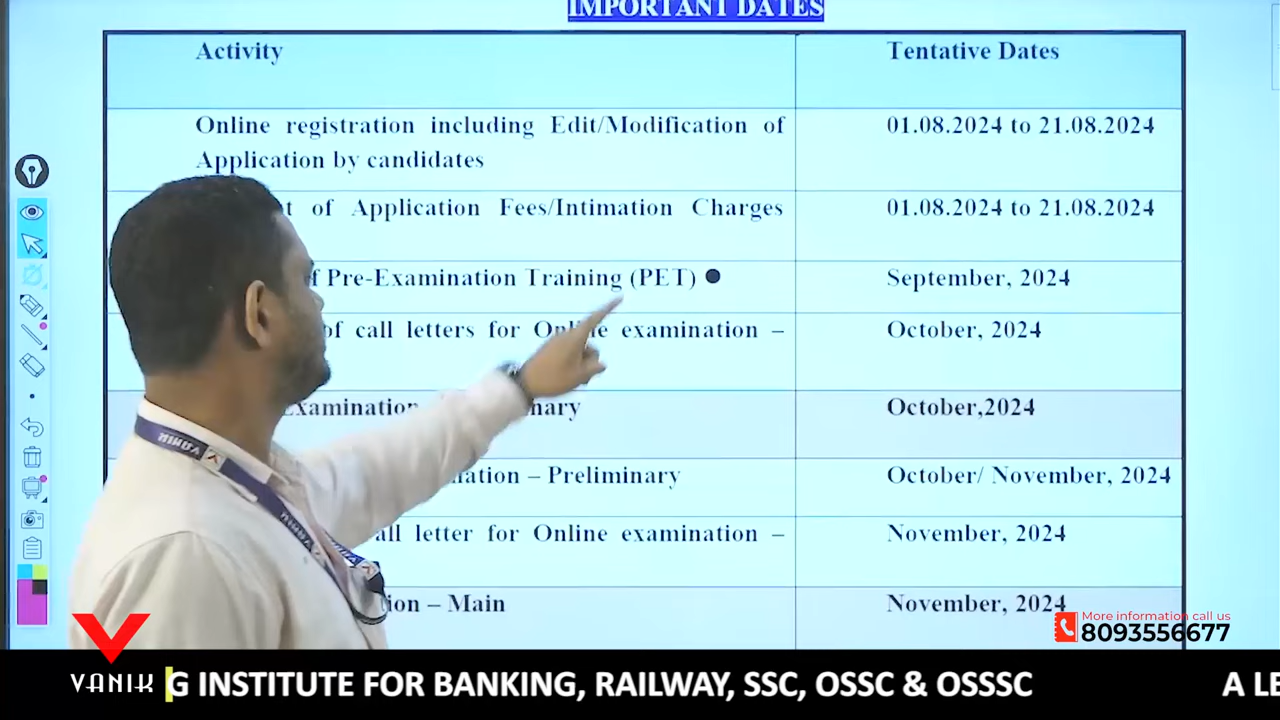 IMPORTANT DATES
Activity
Tentative Dates
Online registration including Edit/Modification of
Application by candidates
01.08.2024 to 21.08.2024
of Application Fees/Intimation Charges
01.08.2024 to 21.08.2024
Pre-Examination Training (PET)
September, 2024
of call letters for Online examination –
October, 2024
Examination
October,2024
– Preliminary
October/ November, 2024
letter for Online examination –
November, 2024
– Main
November, 2024
More information call us
8093556677
VANIK
G INSTITUTE FOR BANKING, RAILWAY, SSC, OSSC & OSSSC
A LE